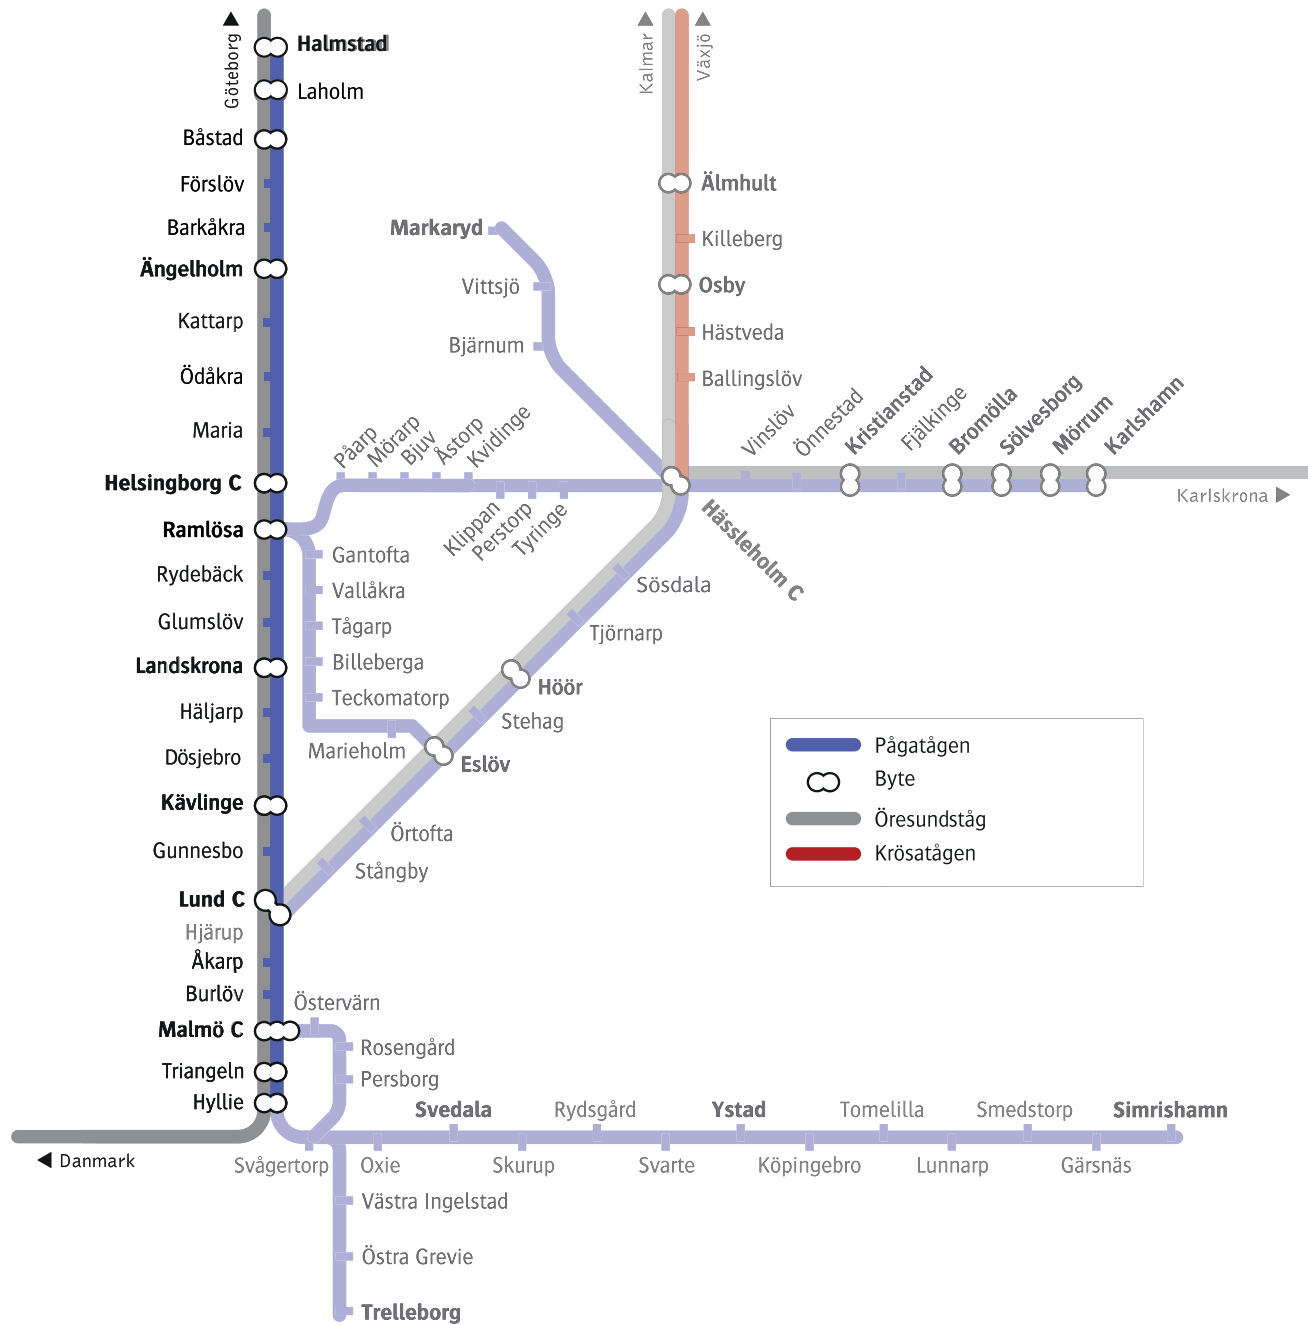 Göteborg
Halmstad
Laholm
Båstad
Förslöv
Barkåkra
Ängelholm
Kattarp
Ödåkra
Maria
Helsingborg C
Ramlösa
Rydebäck
Glumslöv
Landskrona
Häljarp
Dösjebro
Kävlinge
Gunnesbo
Lund C
Hjärup
Åkarp
Burlöv
Malmö C
Triangeln
Hyllie
Danmark
Kalmar
Växjö
Älmhult
Killeberg
Osby
Hästveda
Ballingslöv
Markaryd
Vittsjö
Bjärnum
Påarp
Mörarp
Bjuv
Åstorp
Kvidinge
Klippan
Perstorp
Tyringe
Hässleholm C
Vinslöv
Önnestad
Kristianstad
Fjälkinge
Bromölla
Sölvesborg
Mörrum
Karlshamn
Karlskrona
Gantofta
Vallåkra
Tågarp
Billeberga
Teckomatorp
Marieholm
Sösdala
Tjörnarp
Höör
Stehag
Eslöv
Örtofta
Stångby
Pågatågen
Byte
Öresundståg
Krösatågen
Östervärn
Rosengård
Persborg
Svågertorp
Oxie
Svedala
Skurup
Rydsgård
Svarte
Ystad
Köpingebro
Tomelilla
Lunnarp
Smedstorp
Gärsnäs
Simrishamn
Västra Ingelstad
Östra Grevie
Trelleborg